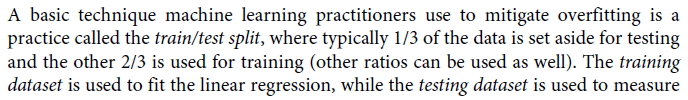 A basic technique machine learning practitioners use to mitigate overfitting is a
practice called the train/test split, where typically 1/3 of the data is set aside for testing
and the other 2/3 is used for training (other ratios can be used as well). The training
dataset is used to fit the linear regression, while the testing dataset is used to measure